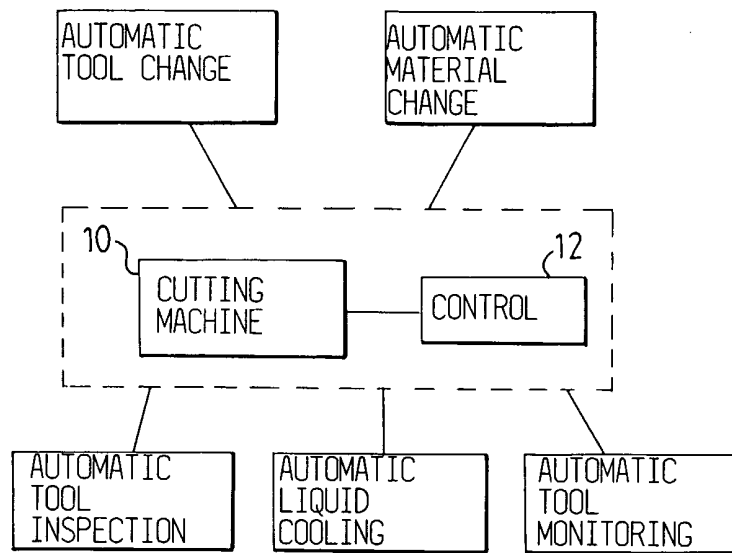 AUTOMATIC
TOOL CHANGE
AUTOMATIC
MATERIAL
CHANGE
10
CUTTING
MACHINE
12
CONTROL
AUTOMATIC
TOOL
INSPECTION
AUTOMATIC
LIQUID
COOLING
AUTOMATIC
TOOL
MONITORING